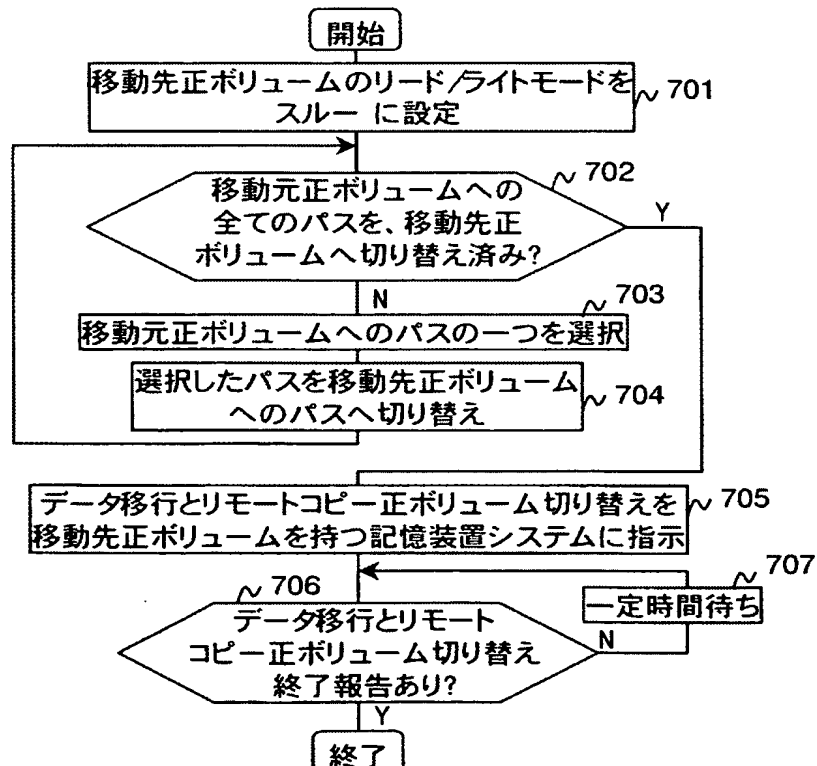 開始
移動先正ボリュームのリード/ライトモードを
スルー に設定
701
702
移動元正ボリュームへの
全てのパスを、移動先正
ボリュームへ切り替え済み?
Y
N
703
移動元正ボリュームへのパスの一つを選択
選択したパスを移動先正ボリューム
へのパスへ切り替え
704
データ移行とリモートコピー正ボリューム切り替えを
移動先正ボリュームを持つ記憶装置システムに指示
705
706
707
一定時間待ち
データ移行とリモート
コピー正ボリューム切り替え
終了報告あり?
N
Y
終了